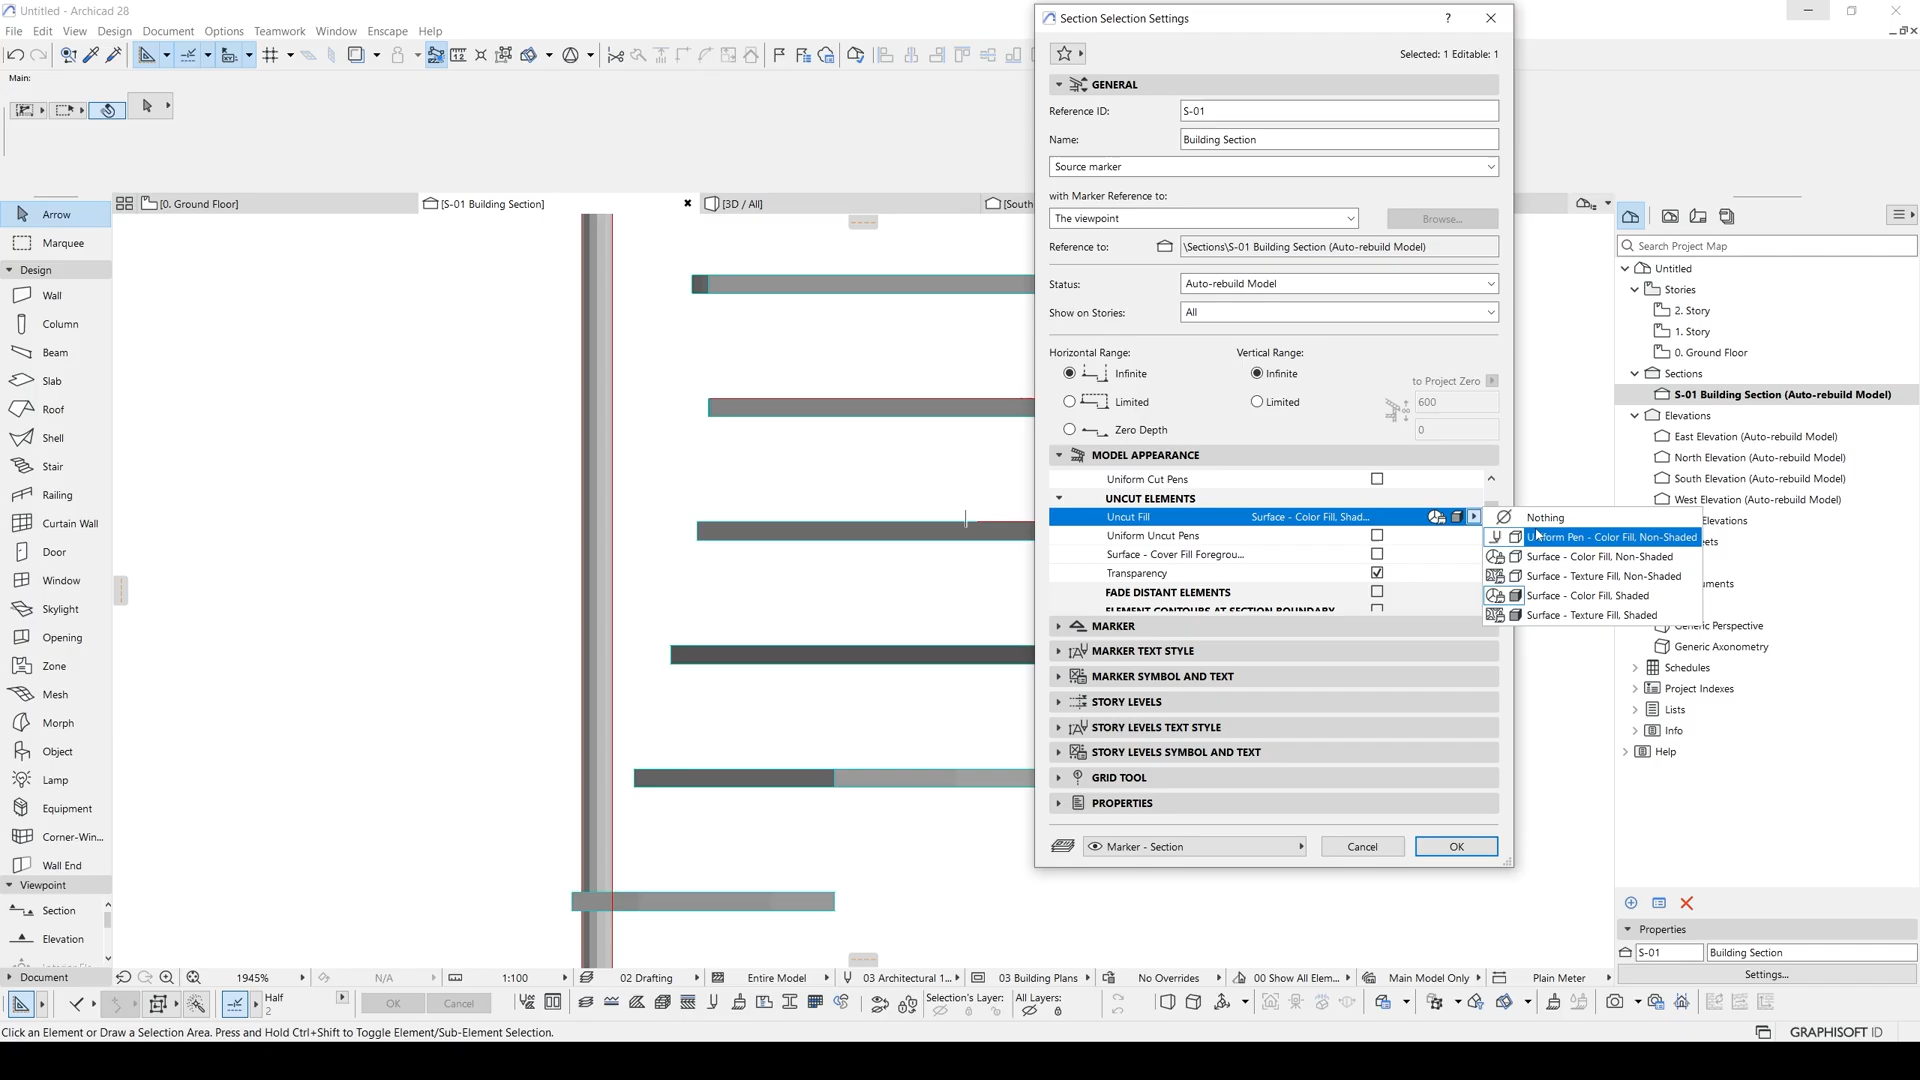 Untitled - Archicad 28
File Edit View Design Document Options Teamwork Window Enscape Help
Main:
[0. Ground Floor]
[S-01 Building Section]
[3D / All]
[South
Arrow
Marquee
Design
Wall
Column
Beam
Slab
Roof
Shell
Stair
Railing
Curtain Wall
Door
Window
Skylight
Opening
Zone
Mesh
Morph
Object
Lamp
Equipment
Corner-Win...
Wall End
Viewpoint
Section
Elevation
Document
Section Selection Settings
?
Selected: 1 Editable: 1
GENERAL
Reference ID:
S-01
Name:
Building Section
Source marker
with Marker Reference to:
The viewpoint
Browse...
Reference to:
\Sections\S-01 Building Section (Auto-rebuild Model)
Status:
Auto-rebuild Model
Show on Stories:
All
Horizontal Range:
Vertical Range:
Infinite
Infinite
to Project Zero
Limited
Limited
600
Zero Depth
0
MODEL APPEARANCE
Uniform Cut Pens
UNCUT ELEMENTS
Uncut Fill
Surface - Color Fill, Shad...
Uniform Uncut Pens
Surface - Cover Fill Foregrou...
Transparency
FADE DISTANT ELEMENTS
ELEMENT CONTOURS AT SECTION BOUNDARY
MARKER
MARKER TEXT STYLE
MARKER SYMBOL AND TEXT
STORY LEVELS
STORY LEVELS TEXT STYLE
STORY LEVELS SYMBOL AND TEXT
GRID TOOL
PROPERTIES
Marker - Section
Cancel
OK
Nothing
Uniform Pen - Color Fill, Non-Shaded
Surface - Color Fill, Non-Shaded
Surface - Texture Fill, Non-Shaded
Surface - Color Fill, Shaded
Surface - Texture Fill, Shaded
Search Project Map
Untitled
Stories
2. Story
1. Story
0. Ground Floor
Sections
S-01 Building Section (Auto-rebuild Model)
Elevations
East Elevation (Auto-rebuild Model)
North Elevation (Auto-rebuild Model)
South Elevation (Auto-rebuild Model)
West Elevation (Auto-rebuild Model)
Elevations
ets
uments
Generic Perspective
Generic Axonometry
Schedules
Project Indexes
Lists
Info
Help
Properties
S-01
Building Section
Settings...
1945%
N/A
1:100
02 Drafting
Entire Model
03 Architectural 1...
03 Building Plans
No Overrides
00 Show All Elem...
Main Model Only
Plain Meter
Half
2
OK
Cancel
Selection's Layer:
All Layers:
Click an Element or Draw a Selection Area. Press and Hold Ctrl+Shift to Toggle Element/Sub-Element Selection.
GRAPHISOFT ID